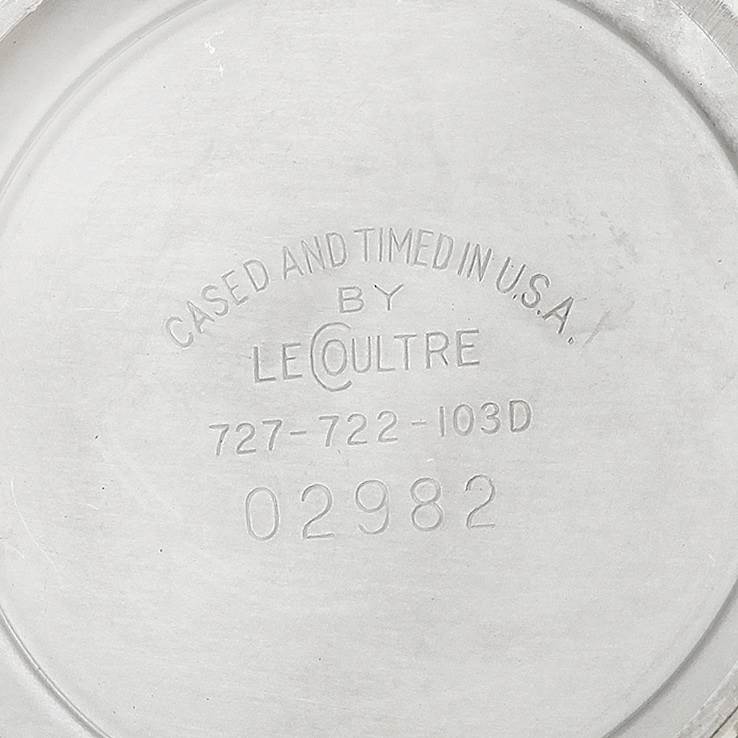 CASED AND TIMED IN U.S.A.
BY
LECOULTRE
727-722-103D
02982